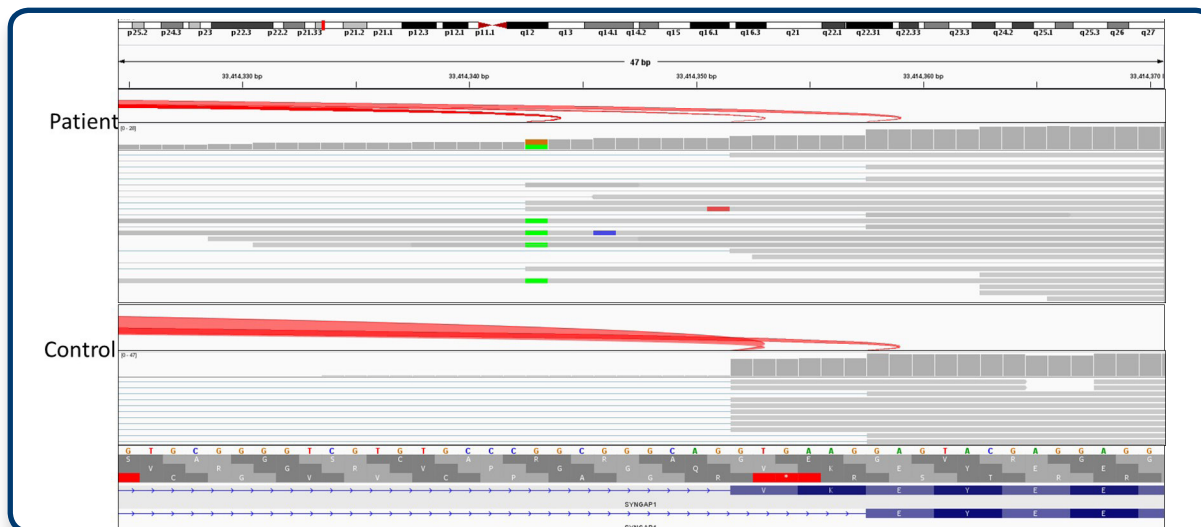 p25.2 p24.3 p23 p22.3 p22.2 p21.33 p21.2 p21.1 p12.3 p12.1 p11.1 q12 q13 q14.1 q14.2 q15 q16.1 q16.3 q21 q22.1 q22.31 q22.33 q23.3 q24.2 q25.1 q25.3 q26 q27
47 bp
33,414,330 bp 33,414,340 bp 33,414,350 bp 33,414,360 bp 33,414,370
Patient
[0 - 28]
Control
[0 - 47]
G T G C G G G G T C G T G T G C C C G G C G G G C A G G T G A A G G A G T A C G A G G A G G
S A G S C A R R A G E G V R G G
V R G R V P G G Q V K E Y E E
C G V C P A G R * R S T R R
V K E Y E E
SYNGAP1
E Y E E
SYNGAP1